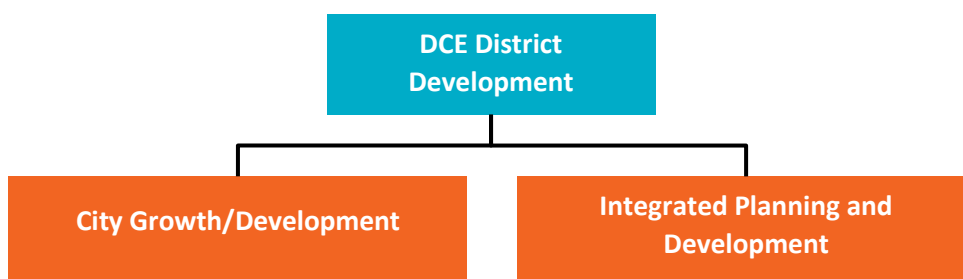 DCE District
Development
City Growth/Development
Integrated Planning and
Development